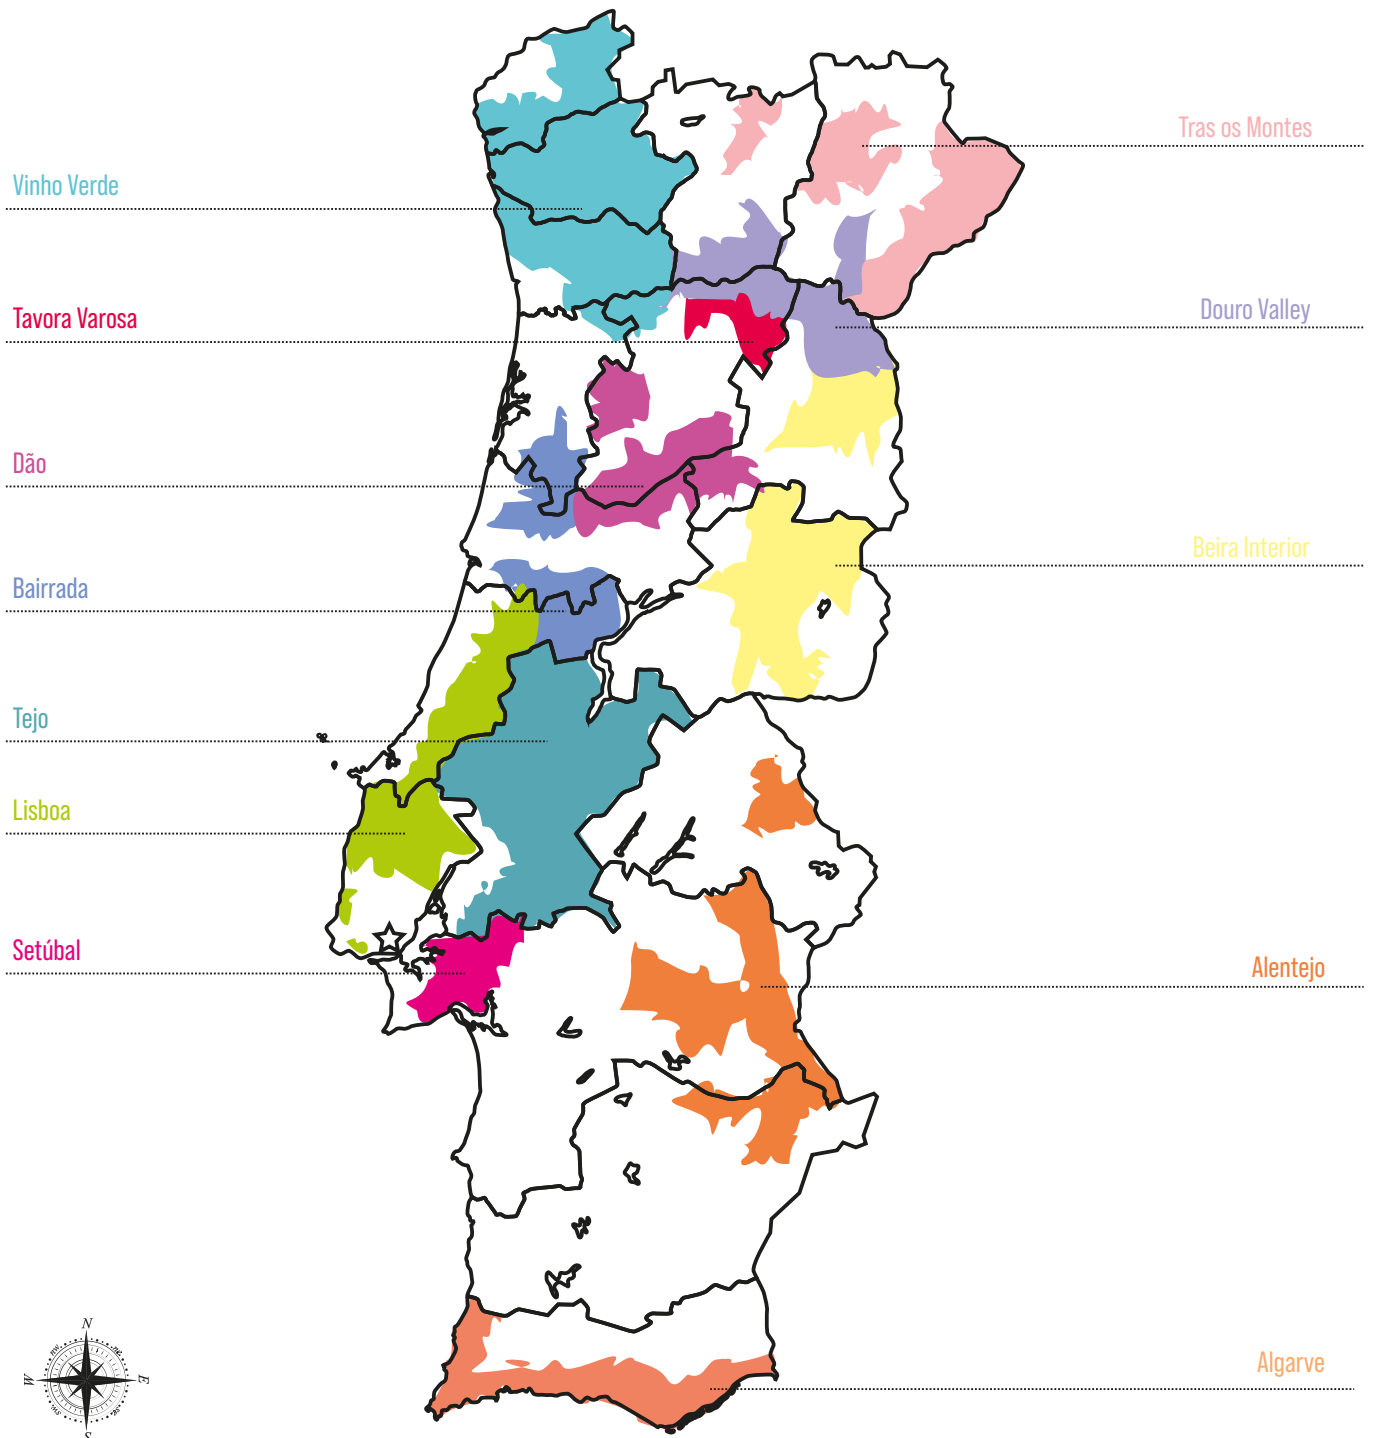 Tras os Montes
Vinho Verde
Douro Valley
Tavora Varosa
Dão
Beira Interior
Bairrada
Tejo
Lisboa
Setúbal
Alentejo
Algarve
N
W
E
S